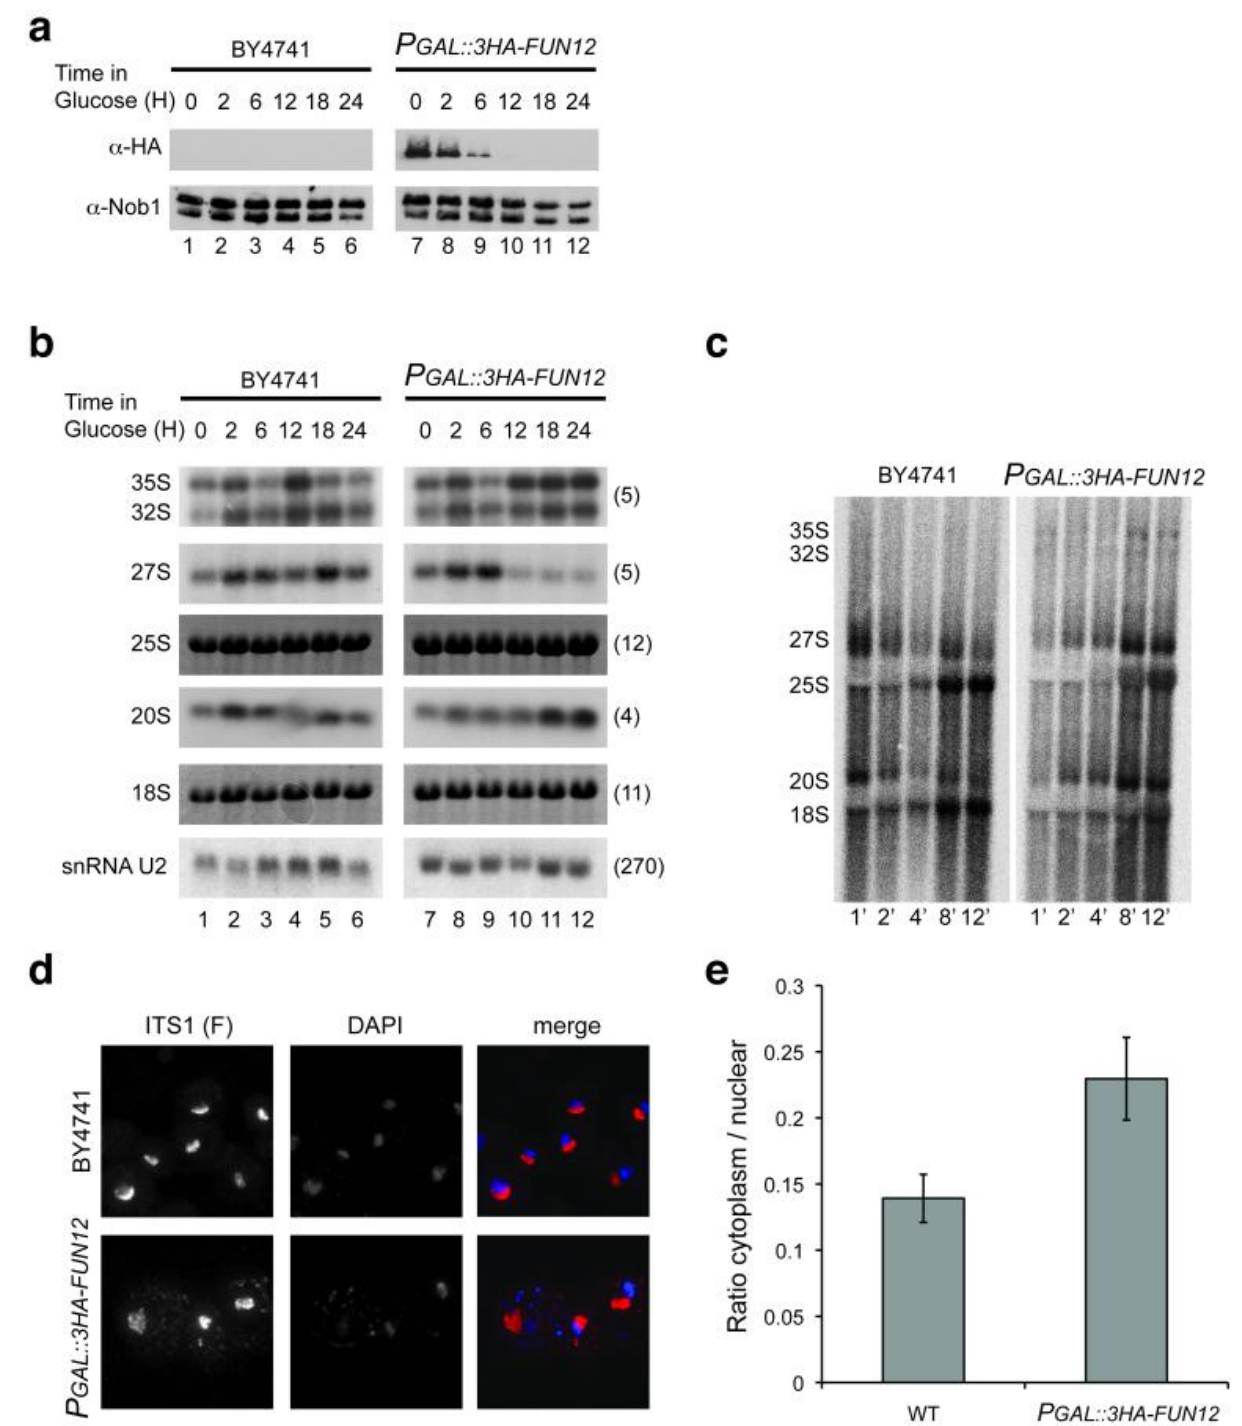 a
BY4741 PGAL::3HA-FUN12
Time in
Glucose (H) 0 2 6 12 18 24 0 2 6 12 18 24
α-HA
α-Nob1
1 2 3 4 5 6 7 8 9 10 11 12
b
BY4741 PGAL::3HA-FUN12
Time in
Glucose (H) 0 2 6 12 18 24 0 2 6 12 18 24
35S
32S
(5)
27S (5)
25S (12)
20S (4)
18S (11)
snRNA U2 (270)
1 2 3 4 5 6 7 8 9 10 11 12
c
BY4741 PGAL::3HA-FUN12
35S
32S
27S
25S
20S
18S
1' 2' 4' 8' 12' 1' 2' 4' 8' 12'
d
ITS1 (F) DAPI merge
BY4741
PGAL::3HA-FUN12
e
Ratio cytoplasm / nuclear
0.3
0.25
0.2
0.15
0.1
0.05
0
WT PGAL::3HA-FUN12